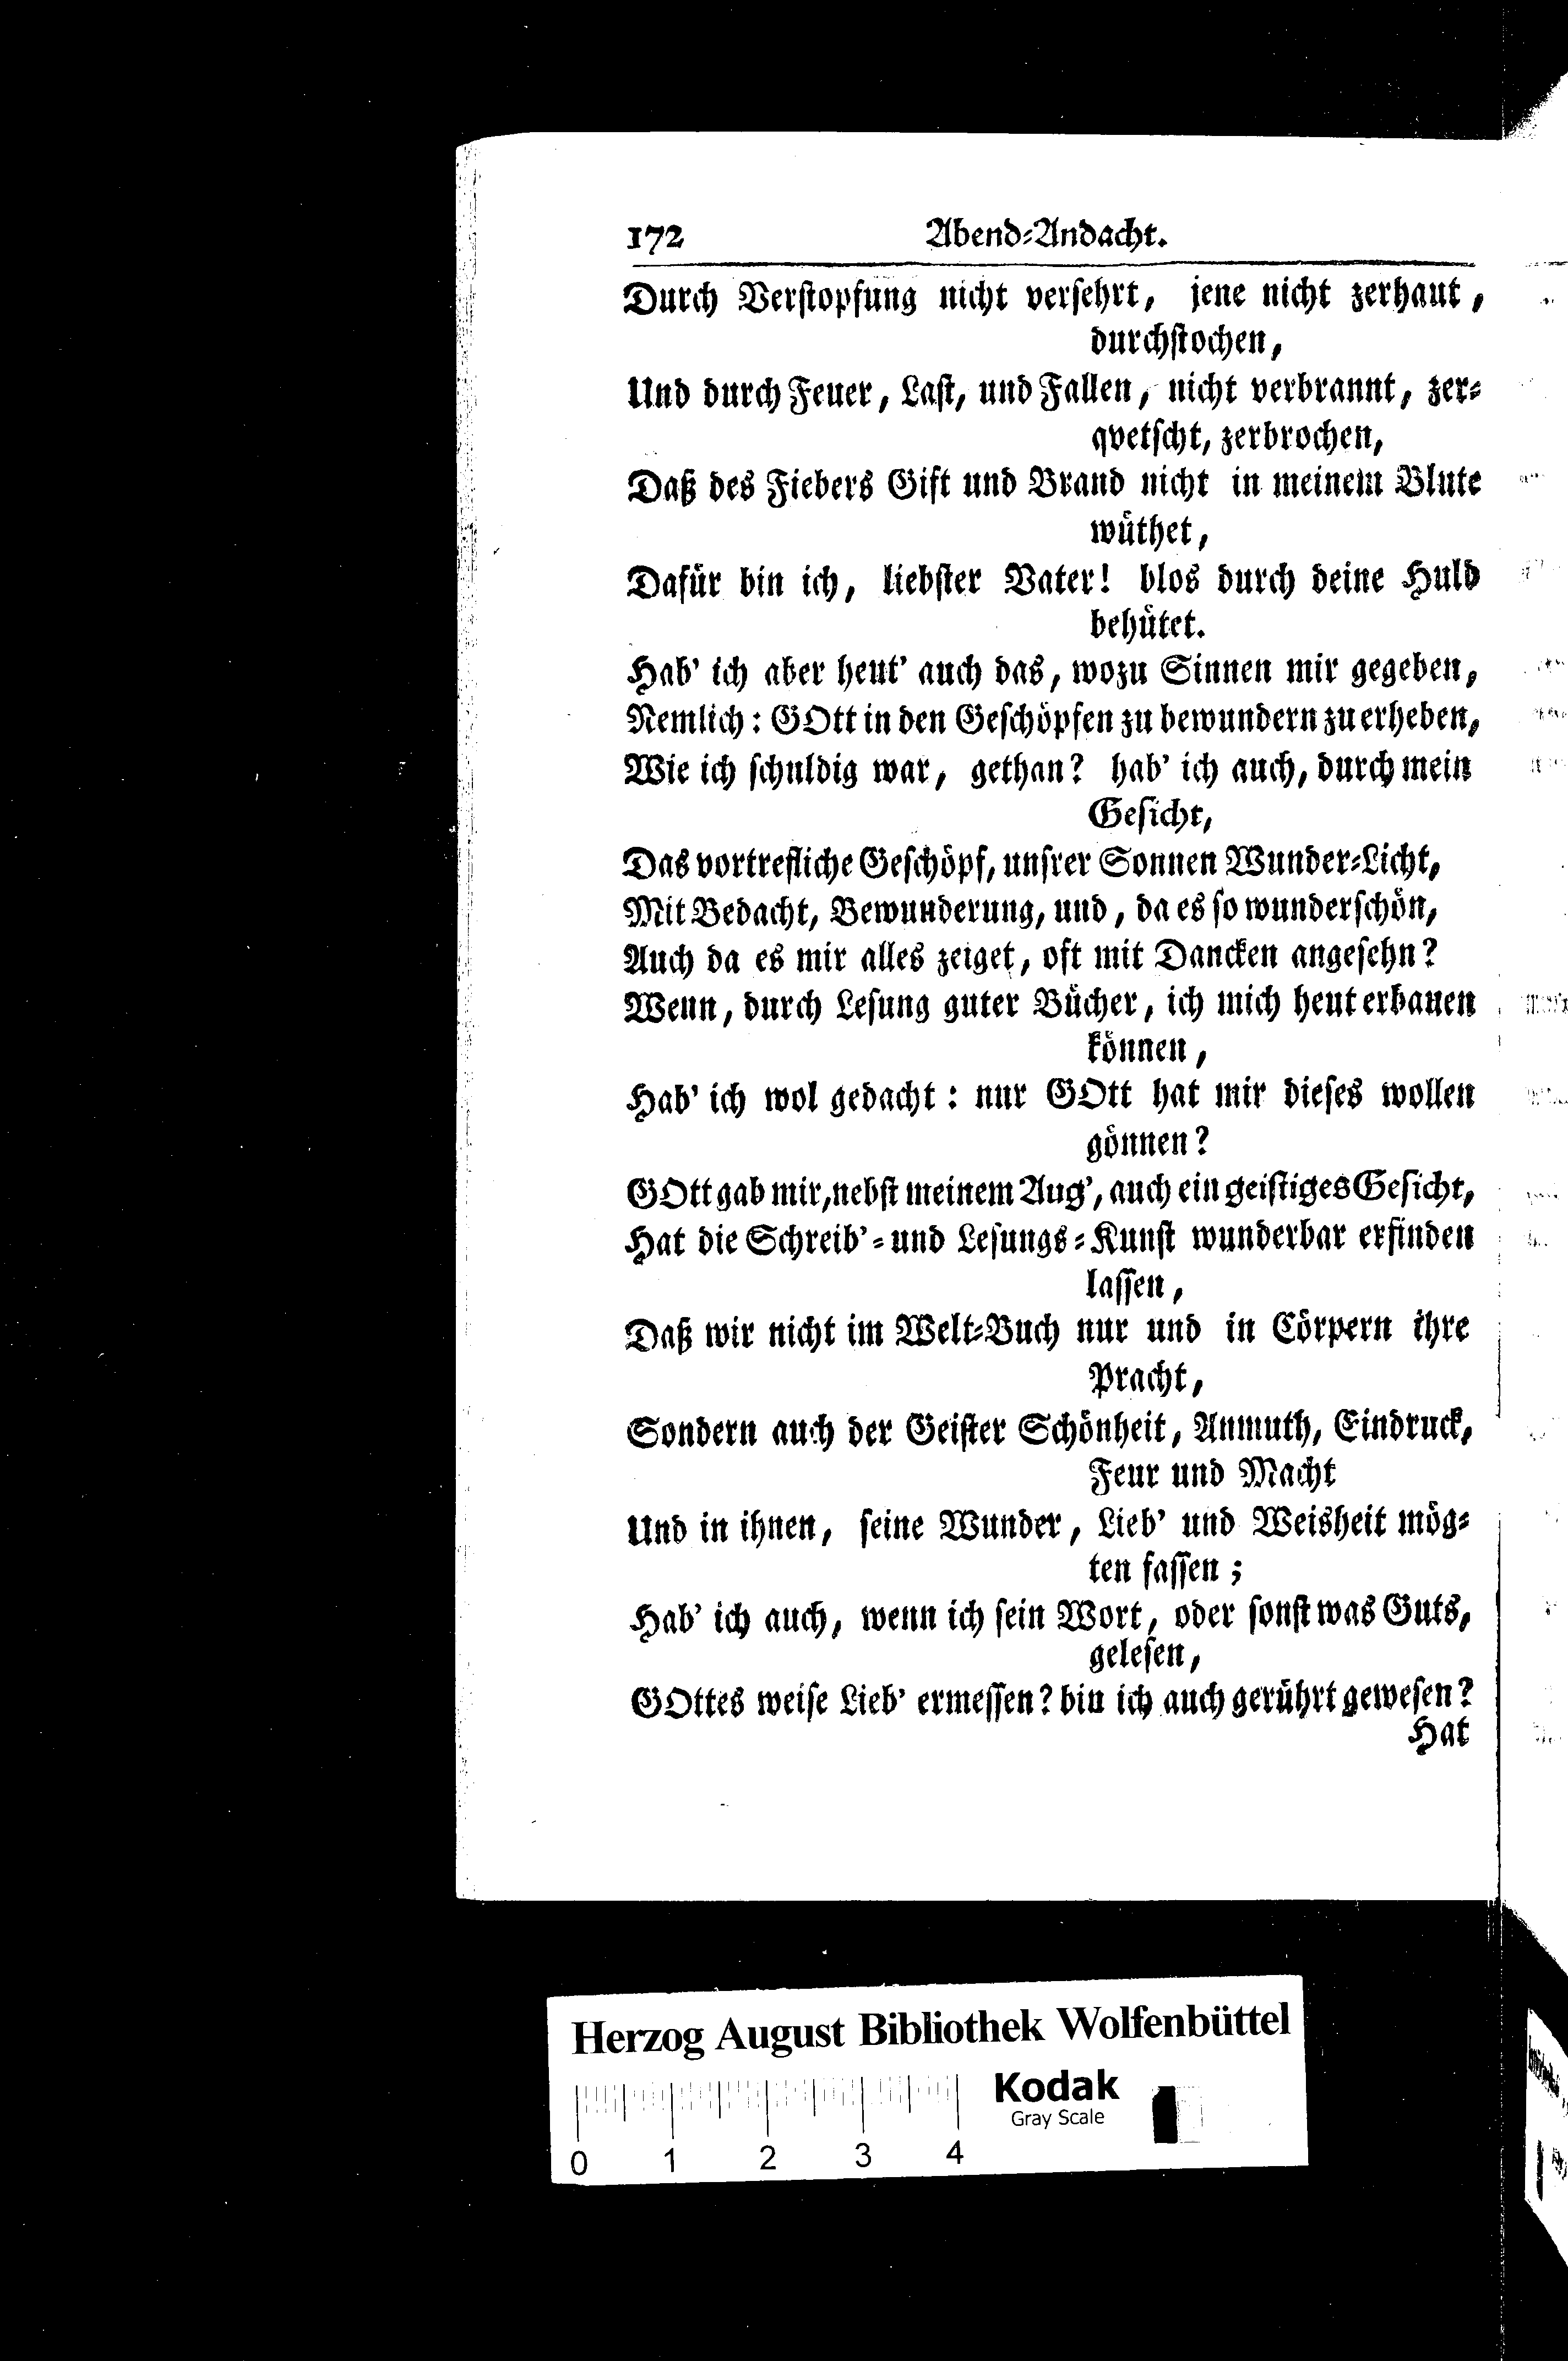 172 Abend-Andacht.
Durch Verstopfung nicht versehrt, jene nicht zerhaut,
durchstochen,
Und durch Feuer, Last, und Fallen, nicht verbrannt, zer-
qvetscht, zerbrochen,
Daß des Fiebers Gift und Brand nicht in meinem Blute
wüthet,
Dafür bin ich, liebster Vater! blos durch deine Huld
behütet.
Hab' ich aber heut' auch das, wozu Sinnen mir gegeben,
Nemlich: GOtt in den Geschöpfen zu bewundern zu erheben,
Wie ich schuldig war, gethan? hab' ich auch, durch mein
Gesicht,
Das vortrefliche Geschöpf, unsrer Sonnen Wunder-Licht,
Mit Bedacht, Bewunderung, und, da es so wunderschön,
Auch da es mir alles zeiget, oft mit Dancken angesehn?
Wenn, durch Lesung guter Bücher, ich mich heut erbauen
können,
Hab' ich wol gedacht: nur GOtt hat mir dieses wollen
gönnen?
GOtt gab mir, nebst meinem Aug', auch ein geistiges Gesicht,
Hat die Schreib'- und Lesungs-Kunst wunderbar erfinden
lassen,
Daß wir nicht im Welt-Buch nur und in Cörpern ihre
Pracht,
Sondern auch der Geister Schönheit, Anmuth, Eindruck,
Feur und Macht
Und in ihnen, seine Wunder, Lieb' und Weisheit mög-
ten fassen;
Hab' ich auch, wenn ich sein Wort, oder sonst was Guts,
gelesen,
GOttes weise Lieb' ermessen? bin ich auch gerührt gewesen?
Hat
Herzog August Bibliothek Wolfenbüttel
Kodak
Gray Scale
0 1 2 3 4